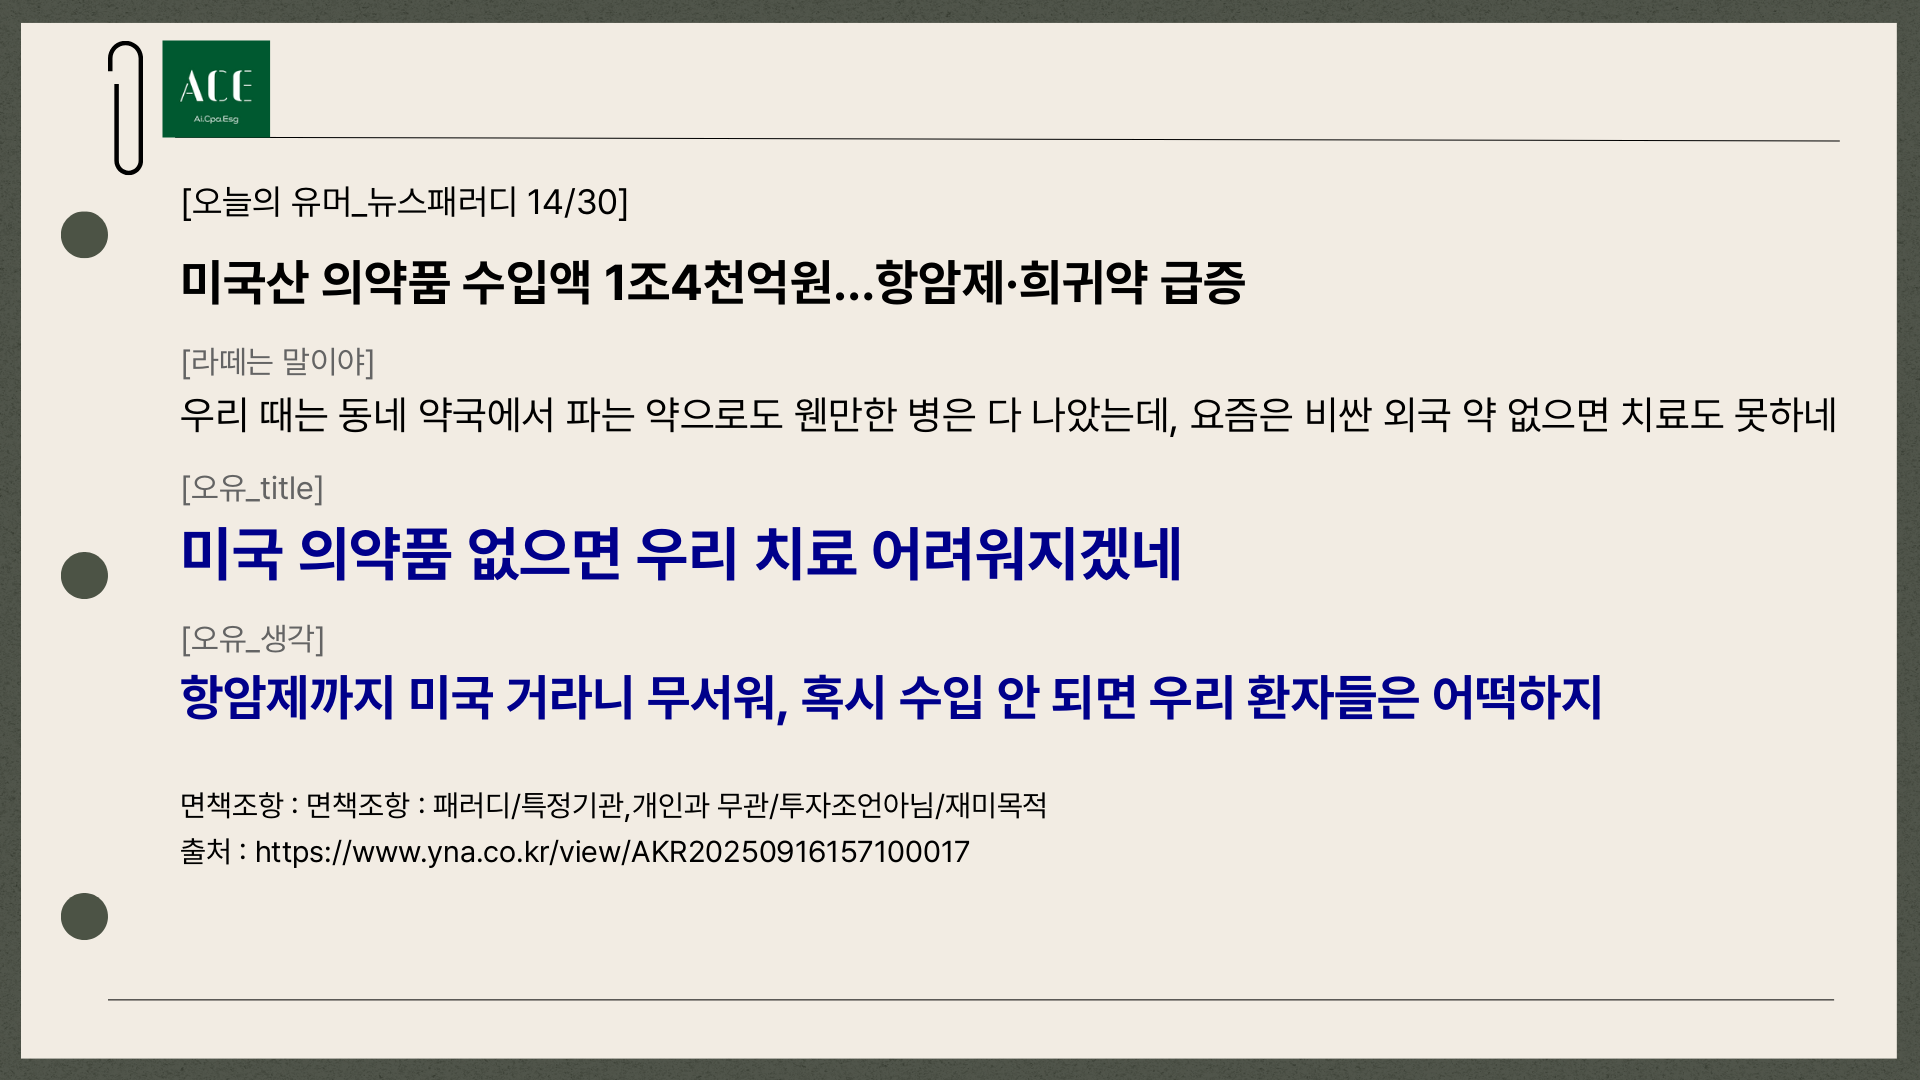 ACE
Ai.Cpa.Esg
[오늘의 유머_뉴스패러디 14/30]
미국산 의약품 수입액 1조4천억원...항암제·희귀약 급증
[라떼는 말이야]
우리 때는 동네 약국에서 파는 약으로도 웬만한 병은 다 나았는데, 요즘은 비싼 외국 약 없으면 치료도 못하네
[오유_title]
미국 의약품 없으면 우리 치료 어려워지겠네
[오유_생각]
항암제까지 미국 거라니 무서워, 혹시 수입 안 되면 우리 환자들은 어떡하지
면책조항 : 면책조항 : 패러디/특정기관,개인과 무관/투자조언아님/재미목적
출처 : https://www.yna.co.kr/view/AKR20250916157100017